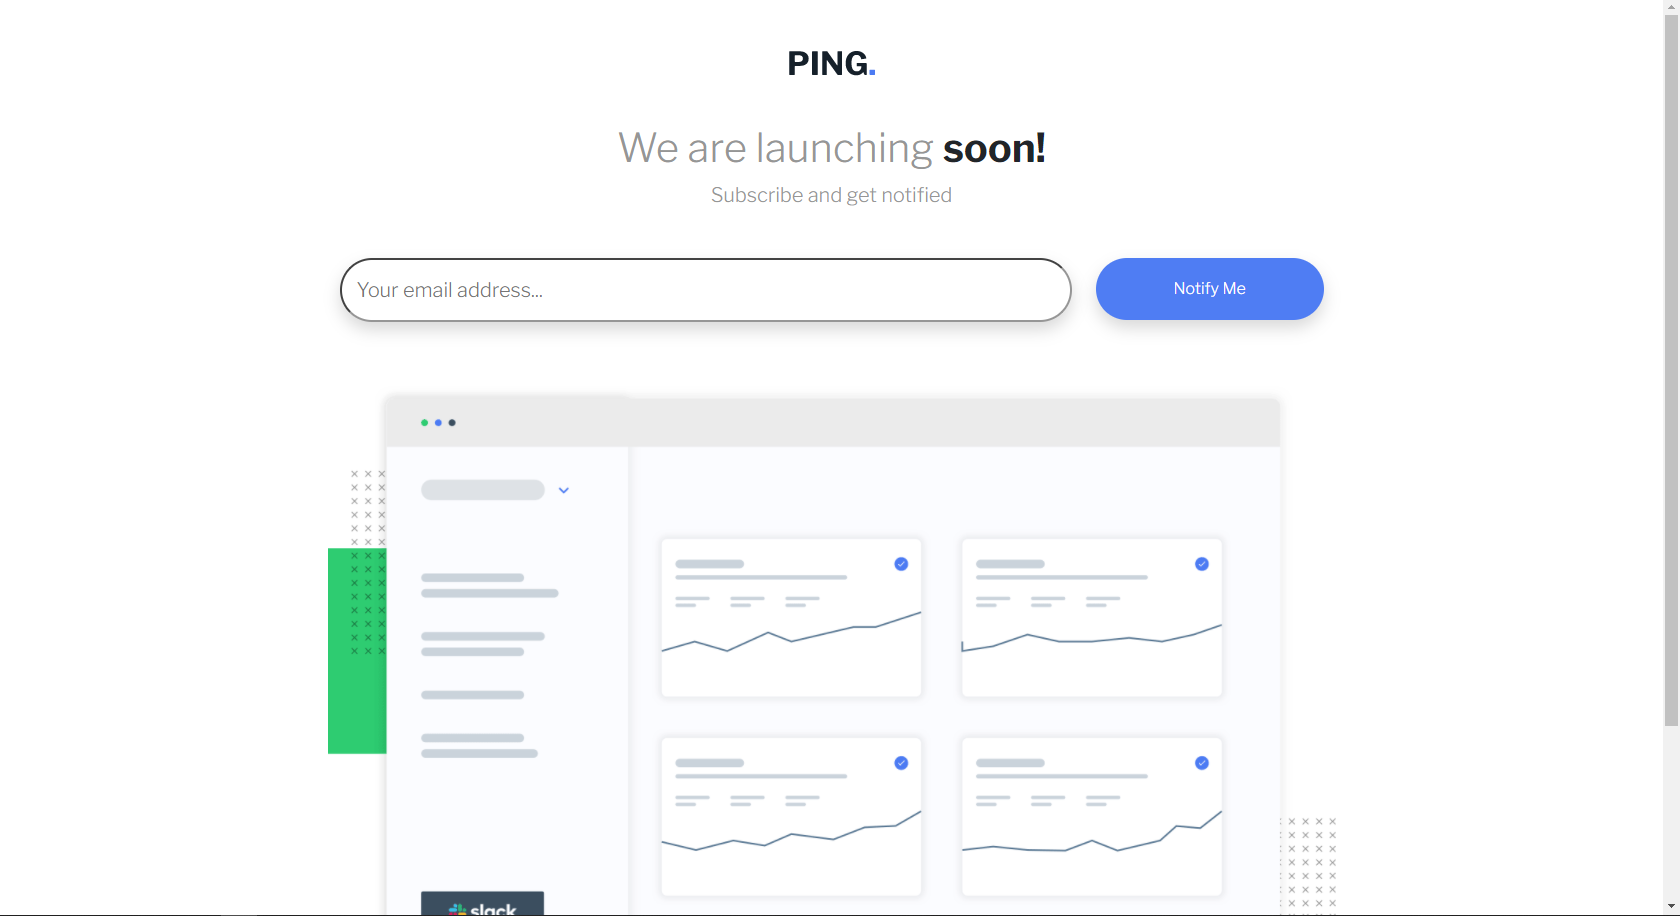 PING.
We are launching soon!
Subscribe and get notified
Your email address...
Notify Me
slack